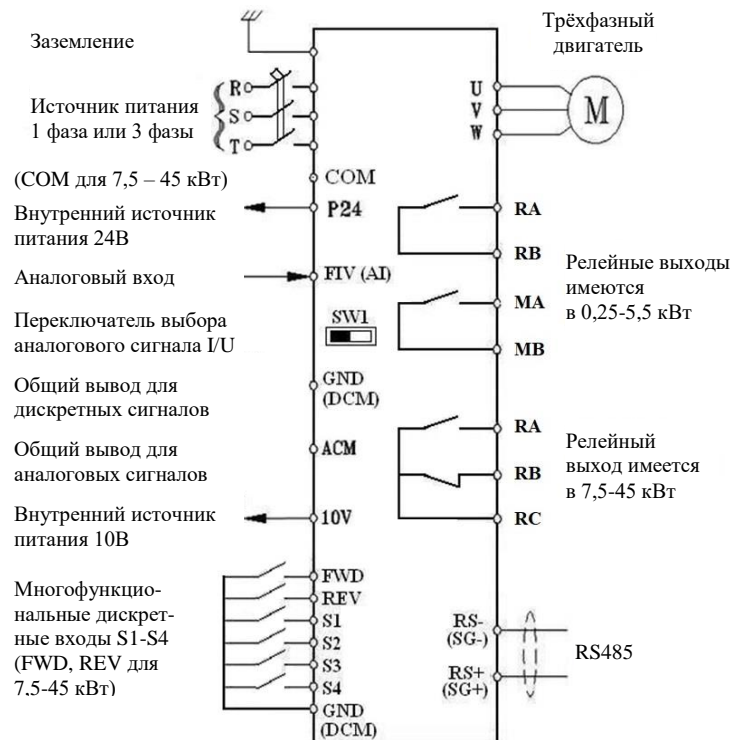 Заземление
Источник питания
1 фаза или 3 фазы
(COM для 7,5 – 45 кВт)
Внутренний источник
питания 24В
Аналоговый вход
Переключатель выбора
аналогового сигнала I/U
Общий вывод для
дискретных сигналов
Общий вывод для
аналоговых сигналов
Внутренний источник
питания 10В
Многофункцио-
нальные дискрет-
ные входы S1-S4
(FWD, REV для
7,5-45 кВт)
R
S
T
COM
P24
FIV (AI)
SW1
GND
(DCM)
ACM
10V
FWD
REV
S1
S2
S3
S4
GND
(DCM)
Трёхфазный
двигатель
U
V
W
M
RA
RB
MA
MB
Релейные выходы
имеются
в 0,25-5,5 кВт
RA
RB
RC
Релейный
выход имеется
в 7,5-45 кВт
RS-
(SG-)
RS+
(SG+)
RS485